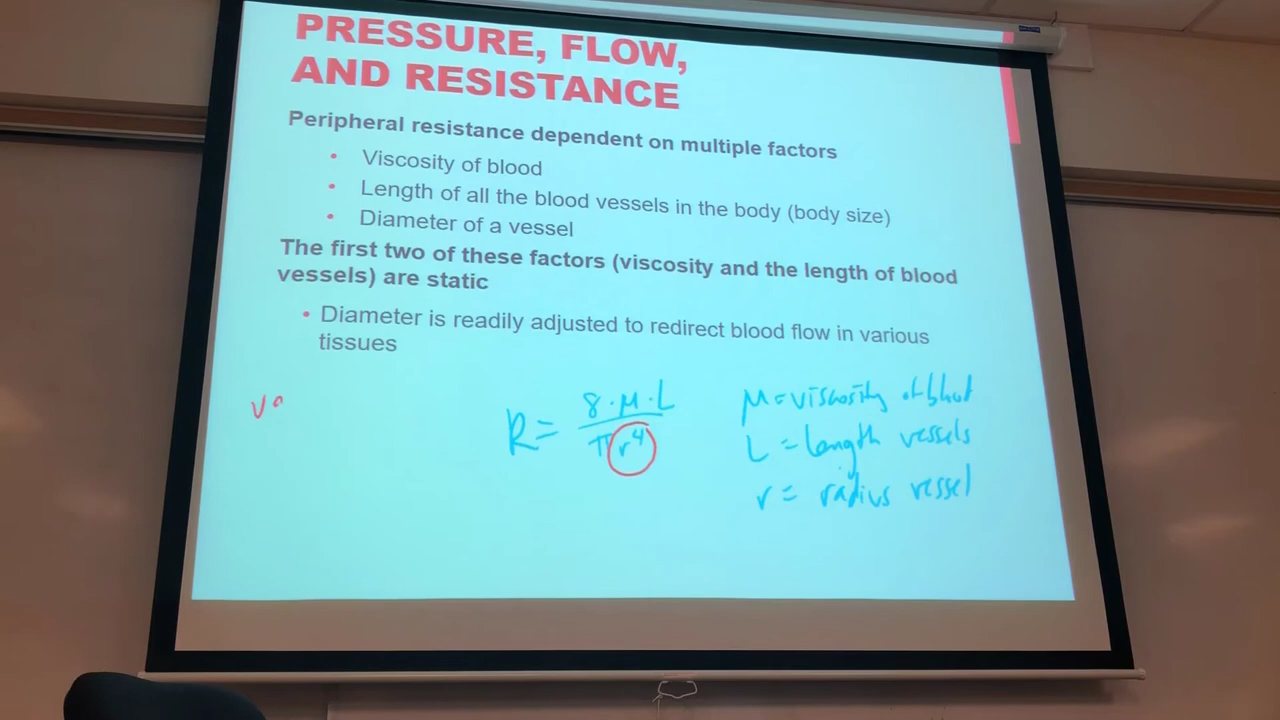 PRESSURE, FLOW,
AND RESISTANCE
Peripheral resistance dependent on multiple factors
• Viscosity of blood
• Length of all the blood vessels in the body (body size)
• Diameter of a vessel
The first two of these factors (viscosity and the length of blood
vessels) are static
• Diameter is readily adjusted to redirect blood flow in various
tissues
va
R = 8·μ·L / πr⁴
μ = viscosity of
L = length vessels
r = radius vessel